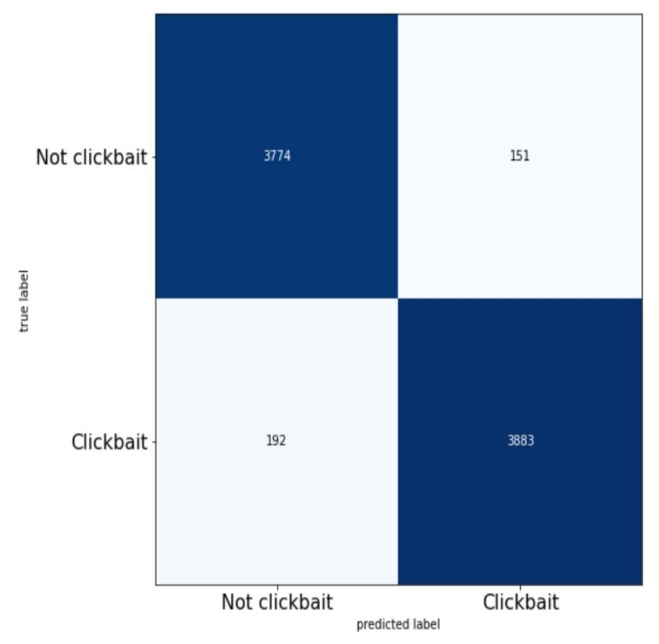 Not clickbait
3774
151
true label
Clickbait
192
3883
Not clickbait
Clickbait
predicted label